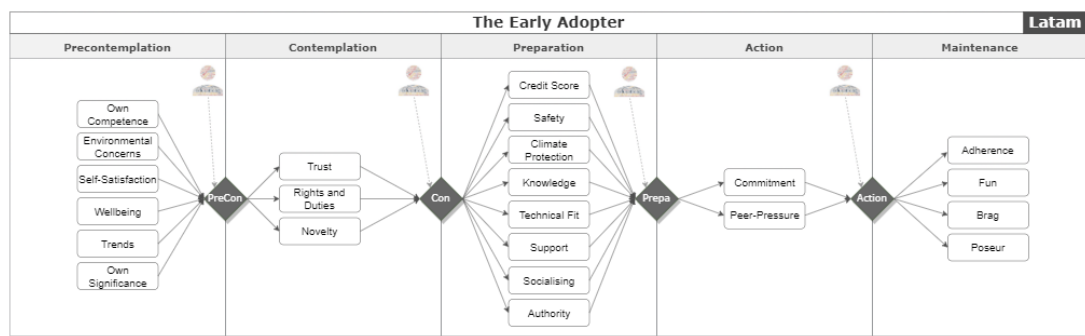 The Early Adopter
Latam
Precontemplation
Contemplation
Preparation
Action
Maintenance
Own
Competence
Environmental
Concerns
Self-Satisfaction
Wellbeing
Trends
Own
Significance
PreCon
Trust
Rights and
Duties
Novelty
Con
Credit Score
Safety
Climate
Protection
Knowledge
Technical Fit
Support
Socialising
Authority
Prepa
Commitment
Peer-Pressure
Action
Adherence
Fun
Brag
Poseur